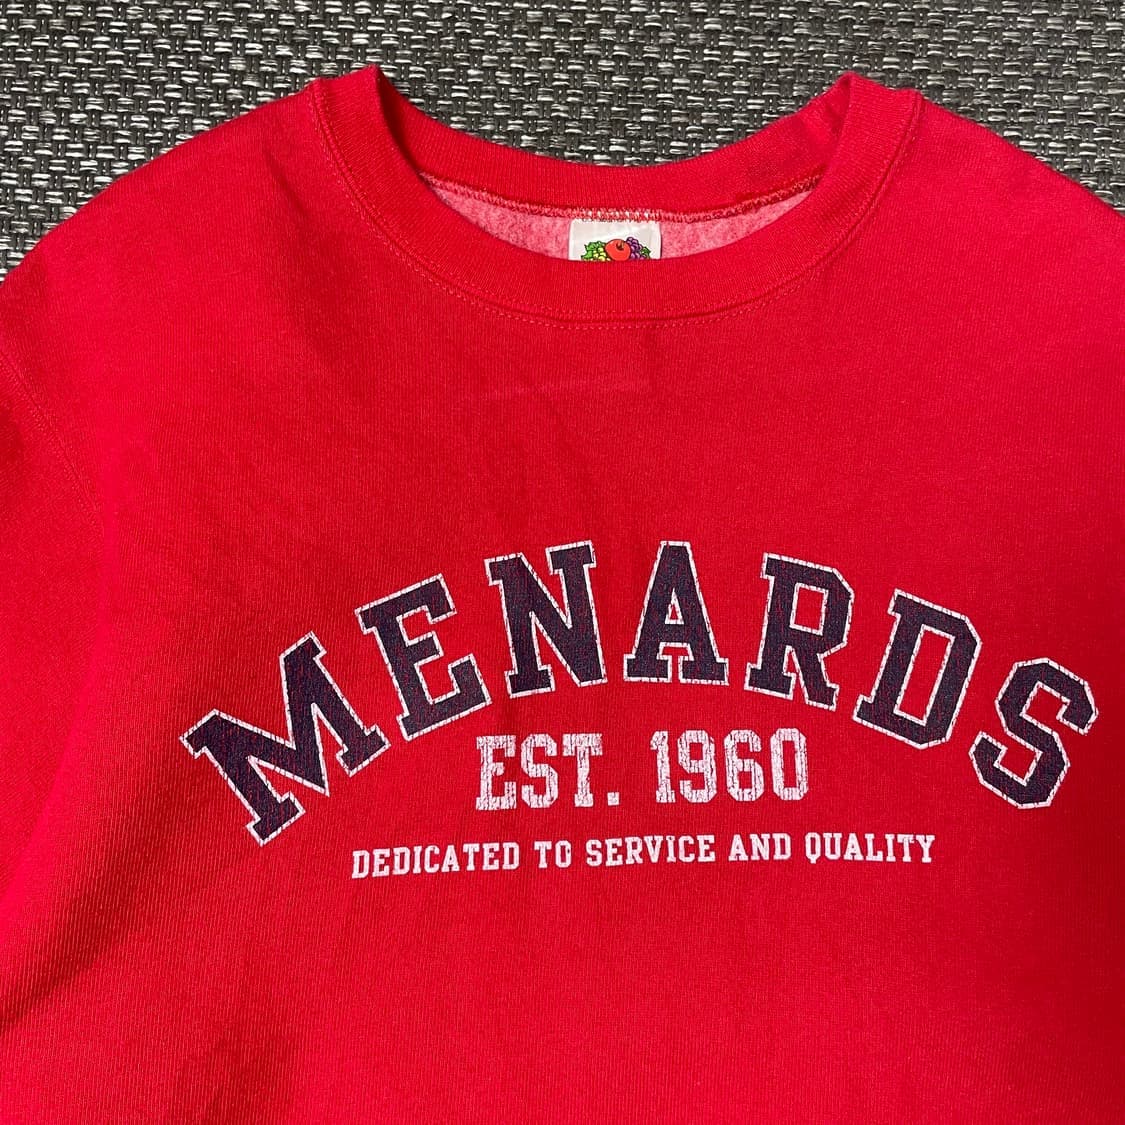 MENARDS
EST. 1960
DEDICATED TO SERVICE AND QUALITY